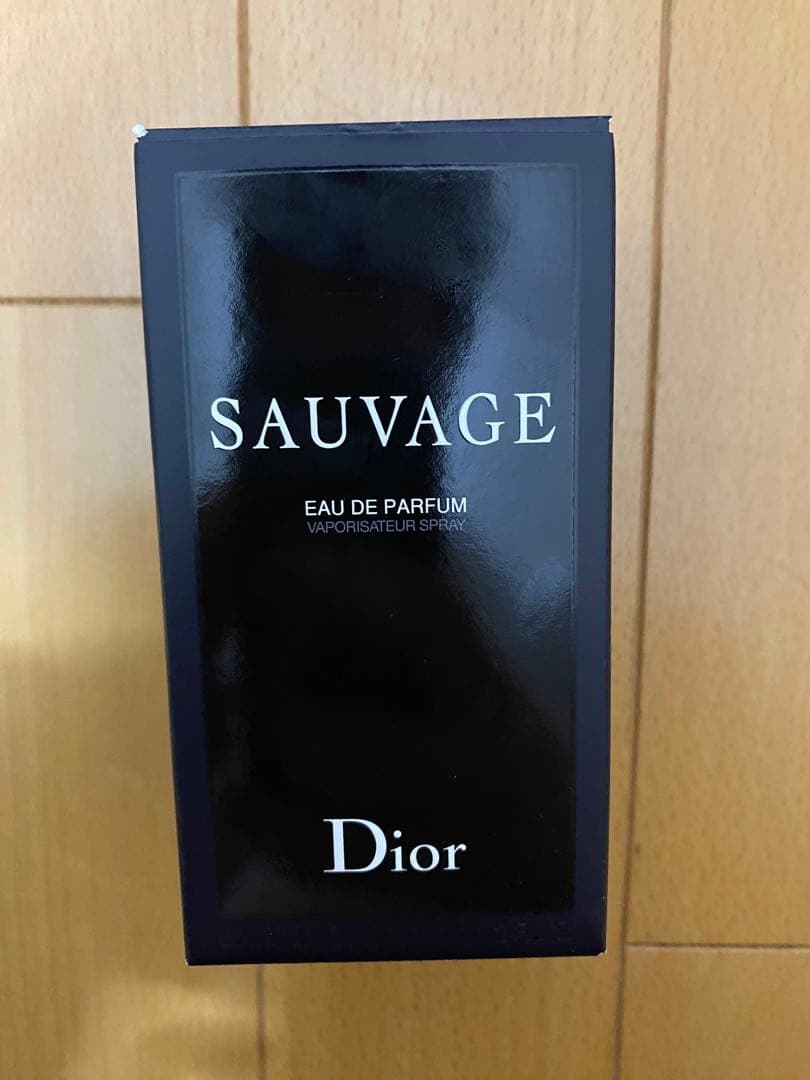 SAUVAGE
EAU DE PARFUM
VAPORISATEUR SPRAY
Dior